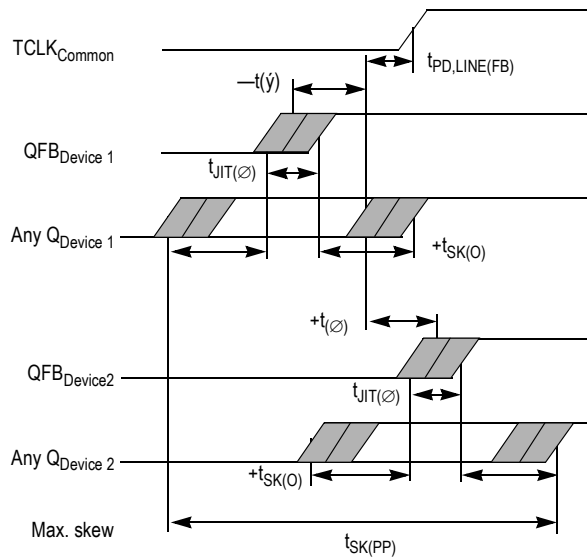 TCLKCommon
tPD,LINE(FB)
—t(ý)
QFBDevice 1
tJIT(∅)
Any QDevice 1
+tSK(O)
+t(∅)
QFBDevice2
tJIT(∅)
Any QDevice 2
+tSK(O)
Max. skew
tSK(PP)